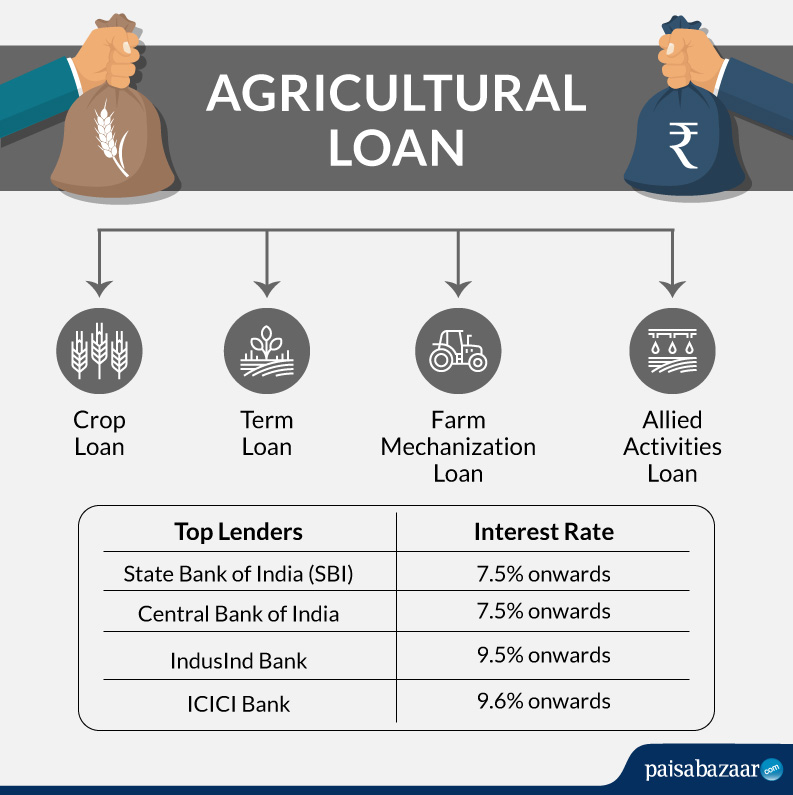 AGRICULTURAL
LOAN
₹
Crop
Loan
Term
Loan
Farm
Mechanization
Loan
Allied
Activities
Loan
Top Lenders Interest Rate
State Bank of India (SBI) 7.5% onwards
Central Bank of India 7.5% onwards
IndusInd Bank 9.5% onwards
ICICI Bank 9.6% onwards
paisabazaar.com